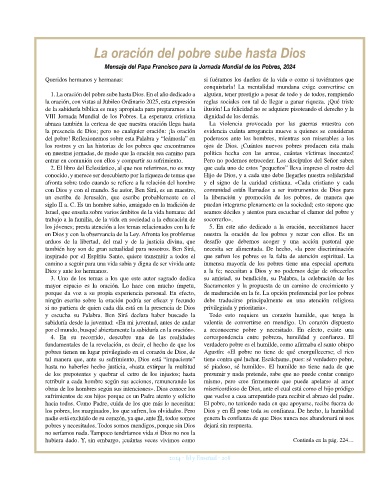 La oración del pobre sube hasta Dios
Mensaje del Papa Francisco para la Jornada Mundial de los Pobres, 2024
Queridos hermanos y hermanas:
1. La oración del pobre sube hasta Dios. En el año dedicado a
la oración, con vistas al Jubileo Ordinario 2025, esta expresión
de la sabiduría bíblica es muy apropiada para prepararnos a la
VIII Jornada Mundial de los Pobres. La esperanza cristiana
abraza también la certeza de que nuestra oración llega hasta
la presencia de Dios; pero no cualquier oración: ¡la oración
del pobre! Reflexionemos sobre esta Palabra y “leámosla” en
los rostros y en las historias de los pobres que encontramos
en nuestras jornadas, de modo que la oración sea camino para
entrar en comunión con ellos y compartir su sufrimiento.
2. El libro del Eclesiástico, al que nos referimos, no es muy
conocido, y merece ser descubierto por la riqueza de temas que
afronta sobre todo cuando se refiere a la relación del hombre
con Dios y con el mundo. Su autor, Ben Sirá, es un maestro,
un escriba de Jerusalén, que escribe probablemente en el
siglo II a. C. Es un hombre sabio, arraigado en la tradición de
Israel, que enseña sobre varios ámbitos de la vida humana: del
trabajo a la familia, de la vida en sociedad a la educación de
los jóvenes; presta atención a los temas relacionados con la fe
en Dios y con la observancia de la Ley. Afronta los problemas
arduos de la libertad, del mal y de la justicia divina, que
también hoy son de gran actualidad para nosotros. Ben Sirá,
inspirado por el Espíritu Santo, quiere transmitir a todos el
camino a seguir para una vida sabia y digna de ser vivida ante
Dios y ante los hermanos.
3. Uno de los temas a los que este autor sagrado dedica
mayor espacio es la oración. Lo hace con mucho ímpetu,
porque da voz a su propia experiencia personal. En efecto,
ningún escrito sobre la oración podría ser eficaz y fecundo
si no partiera de quien cada día está en la presencia de Dios
y escucha su Palabra. Ben Sirá declara haber buscado la
sabiduría desde la juventud: «En mi juventud, antes de andar
por el mundo, busqué abiertamente la sabiduría en la oración».
4. En su recorrido, descubre una de las realidades
fundamentales de la revelación, es decir, el hecho de que los
pobres tienen un lugar privilegiado en el corazón de Dios, de
tal manera que, ante su sufrimiento, Dios está “impaciente”
hasta no haberles hecho justicia, «hasta extirpar la multitud
de los prepotentes y quebrar el cetro de los injustos; hasta
retribuir a cada hombre según sus acciones, remunerando las
obras de los hombres según sus intenciones». Dios conoce los
sufrimientos de sus hijos porque es un Padre atento y solícito
hacia todos. Como Padre, cuida de los que más lo necesitan:
los pobres, los marginados, los que sufren, los olvidados. Pero
nadie está excluido de su corazón, ya que, ante Él, todos somos
pobres y necesitados. Todos somos mendigos, porque sin Dios
no seríamos nada. Tampoco tendríamos vida si Dios no nos la
hubiera dado. Y, sin embargo, ¡cuántas veces vivimos como
si fuéramos los dueños de la vida o como si tuviéramos que
conquistarla! La mentalidad mundana exige convertirse en
alguien, tener prestigio a pesar de todo y de todos, rompiendo
reglas sociales con tal de llegar a ganar riqueza. ¡Qué triste
ilusión! La felicidad no se adquiere pisoteando el derecho y la
dignidad de los demás.
La violencia provocada por las guerras muestra con
evidencia cuánta arrogancia mueve a quienes se consideran
poderosos ante los hombres, mientras son miserables a los
ojos de Dios. ¡Cuántos nuevos pobres producen esta mala
política hecha con las armas, cuántas víctimas inocentes!
Pero no podemos retroceder. Los discípulos del Señor saben
que cada uno de estos “pequeños” lleva impreso el rostro del
Hijo de Dios, y a cada uno debe llegarles nuestra solidaridad
y el signo de la caridad cristiana. «Cada cristiano y cada
comunidad están llamados a ser instrumentos de Dios para
la liberación y promoción de los pobres, de manera que
puedan integrarse plenamente en la sociedad; esto supone que
seamos dóciles y atentos para escuchar el clamor del pobre y
socorrerlo».
5. En este año dedicado a la oración, necesitamos hacer
nuestra la oración de los pobres y rezar con ellos. Es un
desafío que debemos acoger y una acción pastoral que
necesita ser alimentada. De hecho, «la peor discriminación
que sufren los pobres es la falta de atención espiritual. La
inmensa mayoría de los pobres tiene una especial apertura
a la fe; necesitan a Dios y no podemos dejar de ofrecerles
su amistad, su bendición, su Palabra, la celebración de los
Sacramentos y la propuesta de un camino de crecimiento y
de maduración en la fe. La opción preferencial por los pobres
debe traducirse principalmente en una atención religiosa
privilegiada y prioritaria».
Todo esto requiere un corazón humilde, que tenga la
valentía de convertirse en mendigo. Un corazón dispuesto
a reconocerse pobre y necesitado. En efecto, existe una
correspondencia entre pobreza, humildad y confianza. El
verdadero pobre es el humilde, como afirmaba el santo obispo
Agustín: «El pobre no tiene de qué enorgullecerse; el rico
tiene contra qué luchar. Escúchame, pues: sé verdadero pobre,
sé piadoso, sé humilde». El humilde no tiene nada de que
presumir y nada pretende, sabe que no puede contar consigo
mismo, pero cree firmemente que puede apelarse al amor
misericordioso de Dios, ante el cual está como el hijo pródigo
que vuelve a casa arrepentido para recibir el abrazo del padre.
El pobre, no teniendo nada en que apoyarse, recibe fuerza de
Dios y en Él pone toda su confianza. De hecho, la humildad
genera la confianza de que Dios nunca nos abandonará ni nos
dejará sin respuesta.
Continúa en la pág. 224…